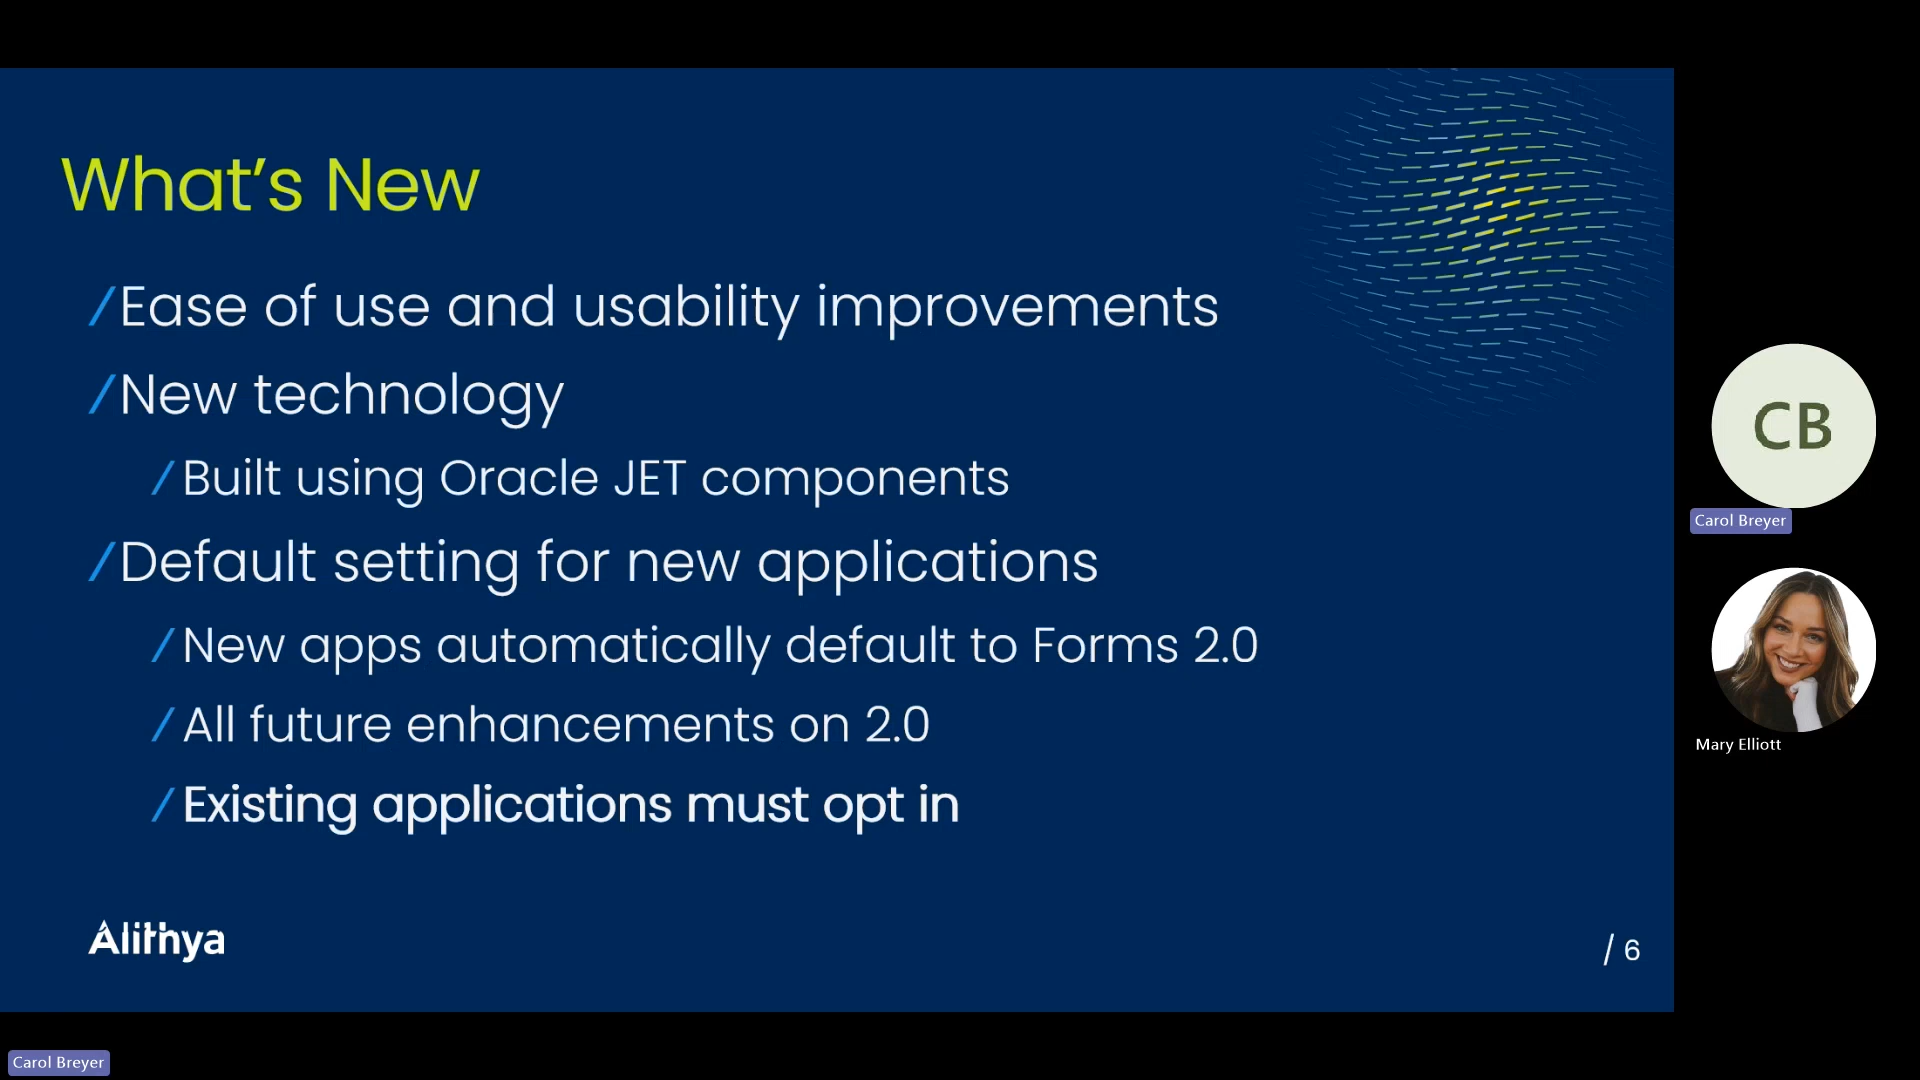 What's New
Ease of use and usability improvements
New technology
Built using Oracle JET components
Default setting for new applications
New apps automatically default to Forms 2.0
All future enhancements on 2.0
Existing applications must opt in
Alithya
/ 6
CB
Carol Breyer
Mary Elliott
Carol Breyer